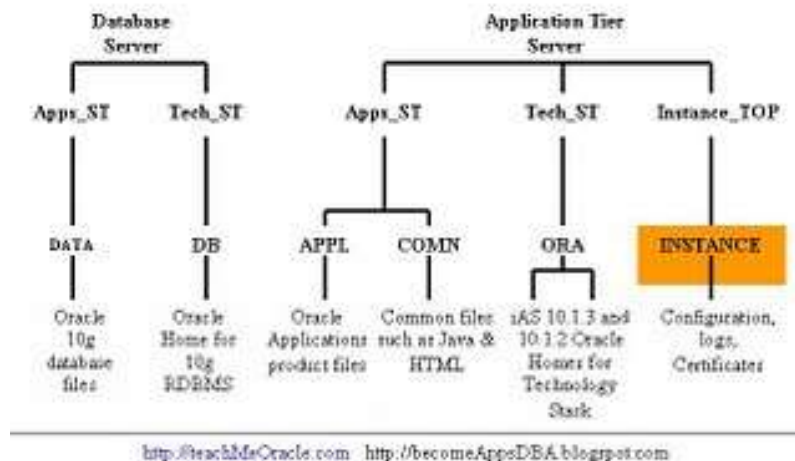 Database
Server
Application Tier
Server
Apps_ST
Tech_ST
Apps_ST
Tech_ST
Instance_TOP
DATA
DB
APPL
COMN
ORA
INSTANCE
Oracle
10g
database
files
Oracle
Home for
10g
RDBMS
Oracle
Applications
product files
Common files
such as Java &
HTML
iAS 10.1.3 and
10.1.2 Oracle
Homes for
Technology
Stack
Configuration,
logs,
Certificates
http://teachMeOracle.com http://becomeAppsDBA.blogspot.com